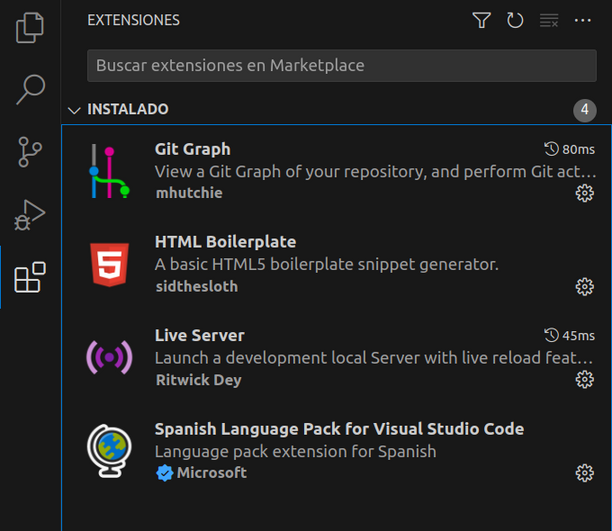 EXTENSIONES
Buscar extensiones en Marketplace
INSTALADO 4
Git Graph 80ms
View a Git Graph of your repository, and perform Git act...
mhutchie
5
HTML Boilerplate
A basic HTML5 boilerplate snippet generator.
sidthesloth
Live Server 45ms
Launch a development local Server with live reload feat...
Ritwick Dey
Spanish Language Pack for Visual Studio Code
Language pack extension for Spanish
Microsoft